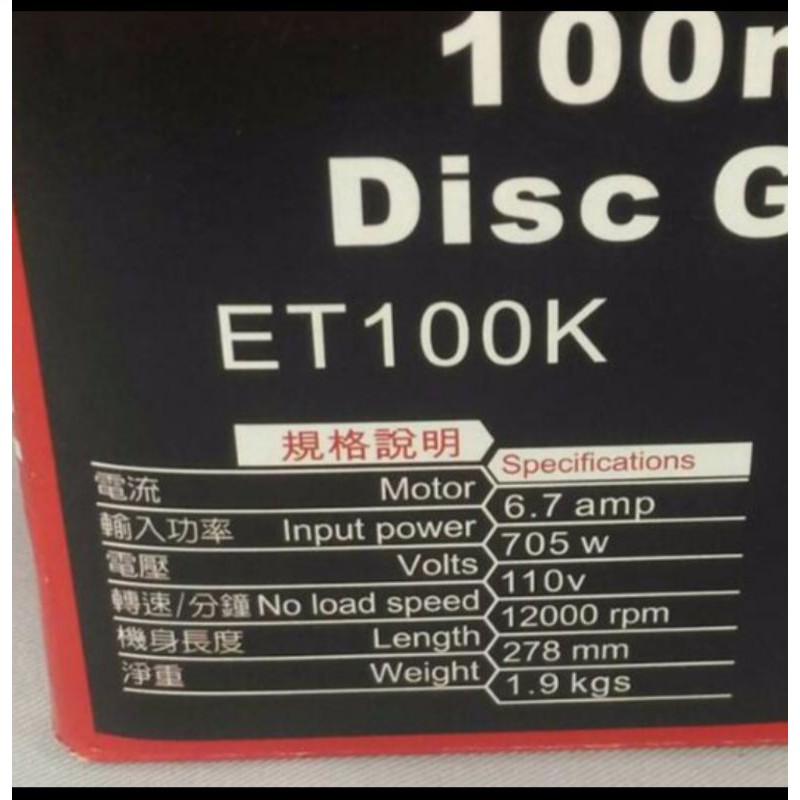 100m
Disc G
ET100K
規格說明 Specifications
電流 Motor 6.7 amp
輸入功率 Input power 705 w
電壓 Volts 110v
轉速/分鐘 No load speed 12000 rpm
機身長度 Length 278 mm
淨重 Weight 1.9 kgs